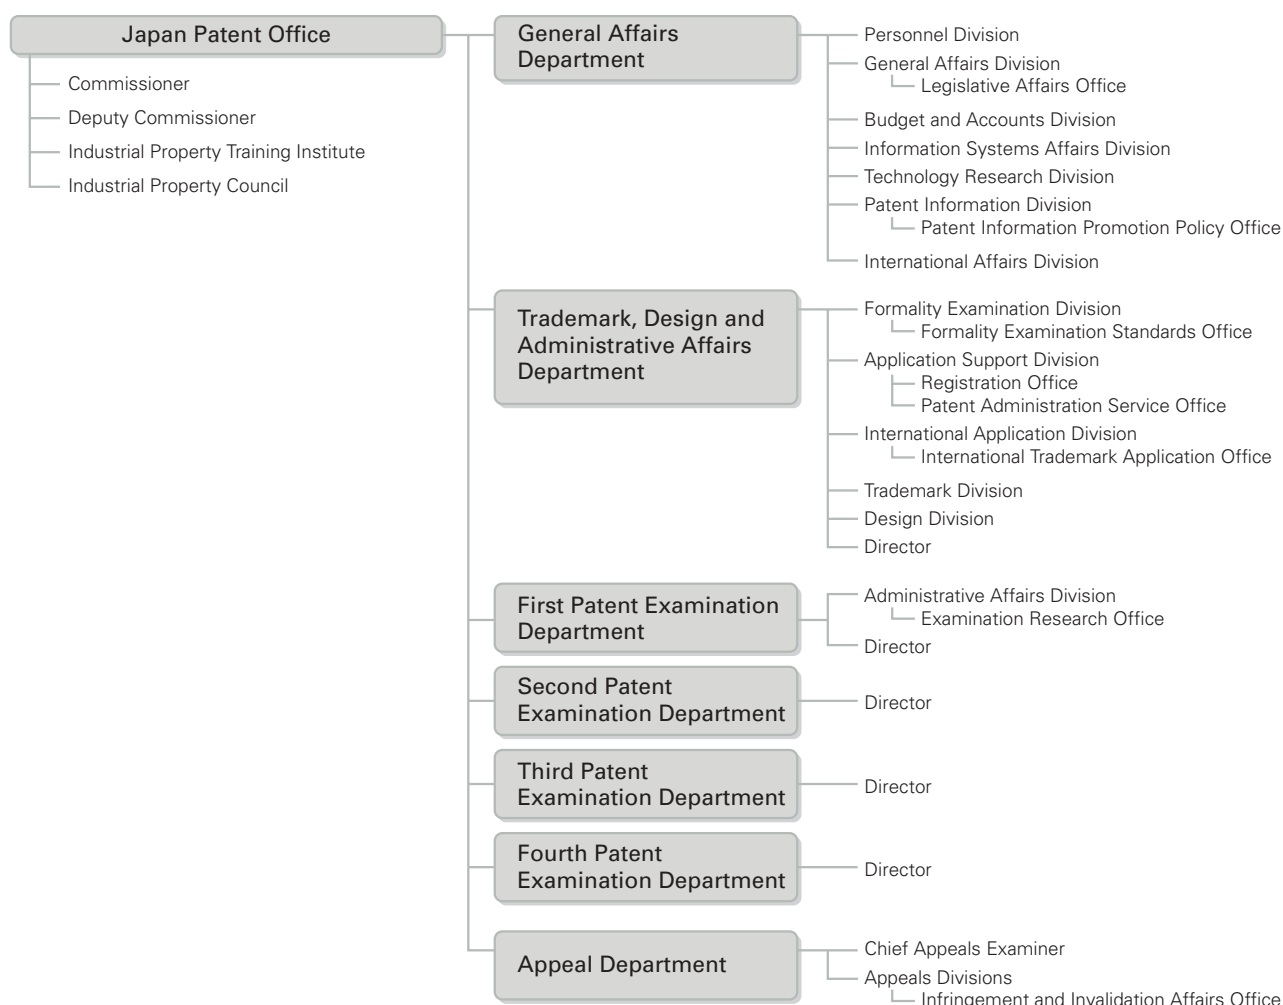 Japan Patent Office
Commissioner
Deputy Commissioner
Industrial Property Training Institute
Industrial Property Council
General Affairs
Department
Personnel Division
General Affairs Division
Legislative Affairs Office
Budget and Accounts Division
Information Systems Affairs Division
Technology Research Division
Patent Information Division
Patent Information Promotion Policy Office
International Affairs Division
Trademark, Design and
Administrative Affairs
Department
Formality Examination Division
Formality Examination Standards Office
Application Support Division
Registration Office
Patent Administration Service Office
International Application Division
International Trademark Application Office
Trademark Division
Design Division
Director
First Patent Examination
Department
Administrative Affairs Division
Examination Research Office
Director
Second Patent
Examination Department
Director
Third Patent
Examination Department
Director
Fourth Patent
Examination Department
Director
Appeal Department
Chief Appeals Examiner
Appeals Divisions
Infringement and Invalidation Affairs Office